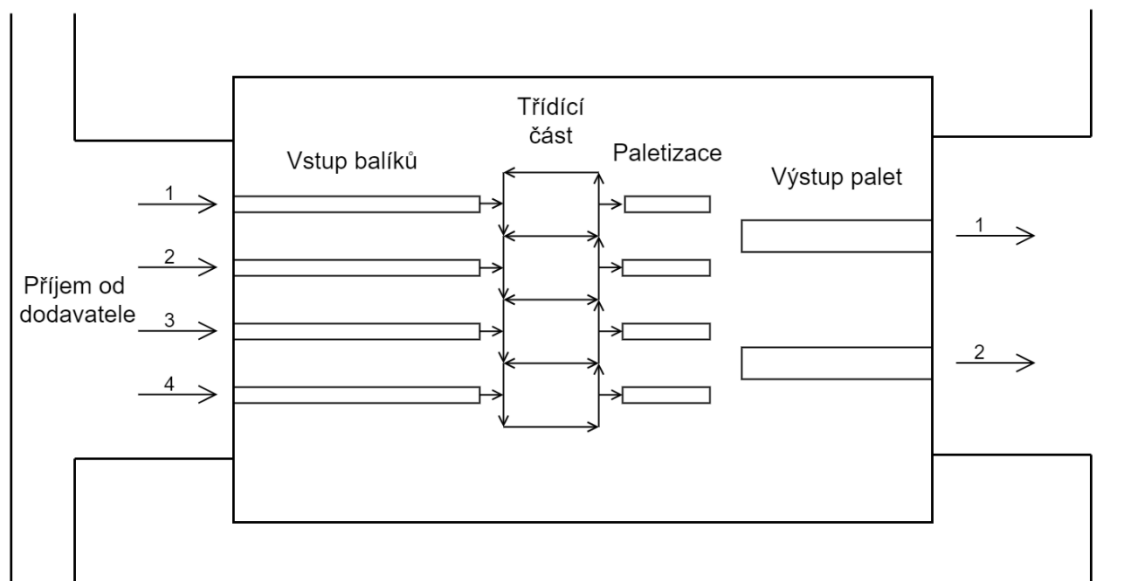 Třídící
část
Vstup balíků
Paletizace
Výstup palet
1
2
3
4
Příjem od
dodavatele
1
2